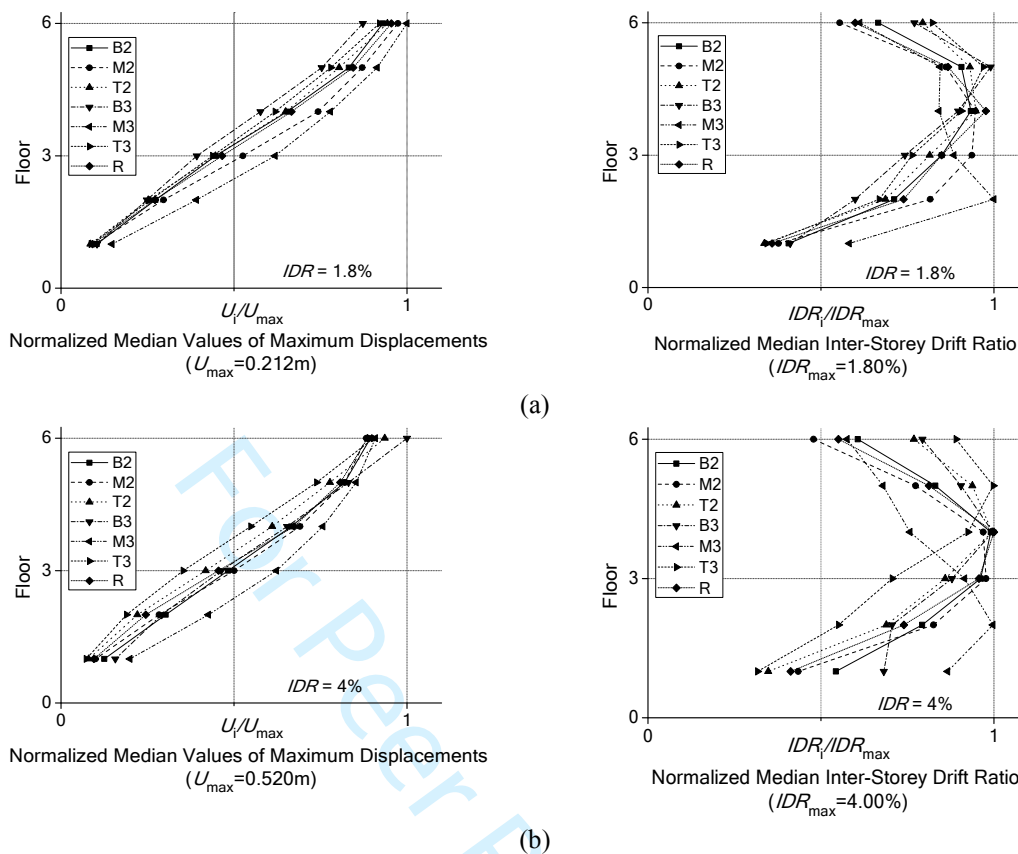 6
3
0
Floor
B2
M2
T2
B3
M3
T3
R
IDR = 1.8%
0
1
Ui/Umax
Normalized Median Values of Maximum Displacements
(Umax=0.212m)
6
3
0
Floor
B2
M2
T2
B3
M3
T3
R
IDR = 1.8%
0
1
IDRi/IDRmax
Normalized Median Inter-Storey Drift Ratio
(IDRmax=1.80%)
(a)
6
3
0
Floor
B2
M2
T2
B3
M3
T3
R
IDR = 4%
0
1
Ui/Umax
Normalized Median Values of Maximum Displacements
(Umax=0.520m)
6
3
0
Floor
B2
M2
T2
B3
M3
T3
R
IDR = 4%
0
1
IDRi/IDRmax
Normalized Median Inter-Storey Drift Ratio
(IDRmax=4.00%)
(b)
For Peer